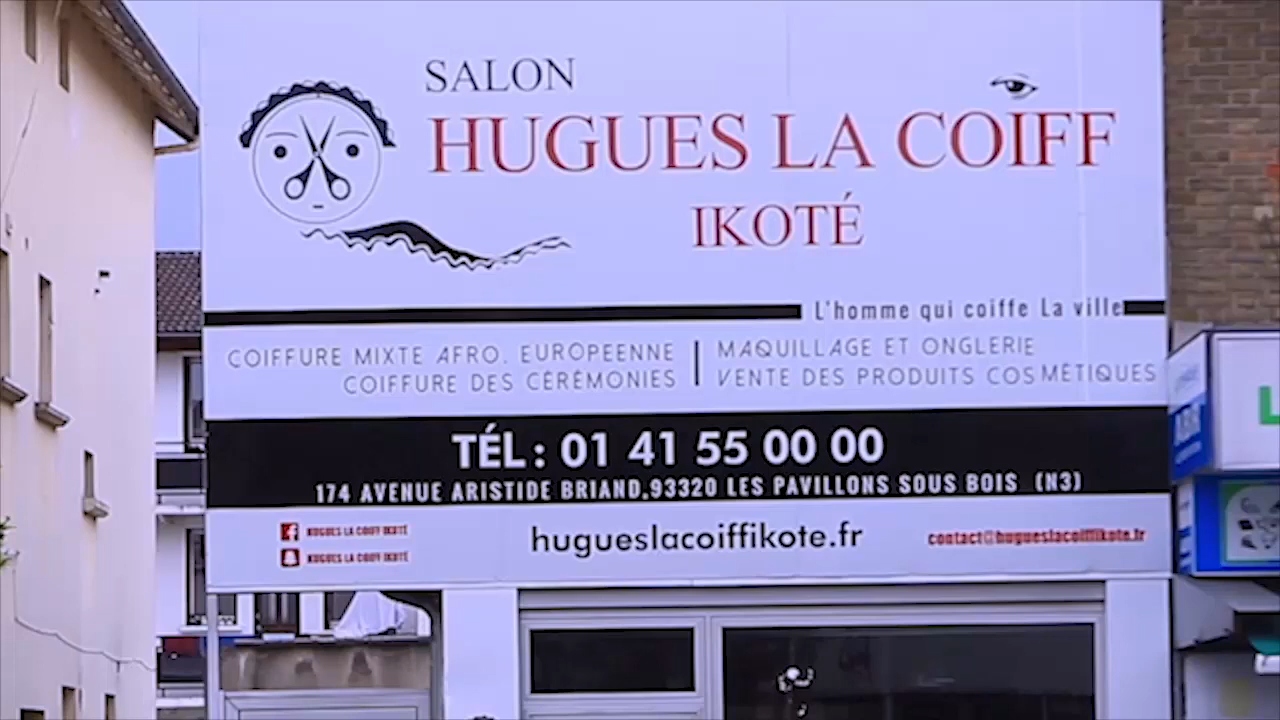 SALON
HUGUES LA COIFF
IKOTÉ
L'homme qui coiffe La ville
COIFFURE MIXTE AFRO. EUROPEENNE
COIFFURE DES CÉRÉMONIES
MAQUILLAGE ET ONGLERIE
VENTE DES PRODUITS COSMÉTIQUES
TÉL : 01 41 55 00 00
174 AVENUE ARISTIDE BRIAND.93320 LES PAVILLONS SOUS BOIS (N3)
HUGUES LA COIFF IKOTÉ
HUGUES LA COIFF IKOTÉ
hugueslacoiffikote.fr
contact@hugueslacoiffikote.fr